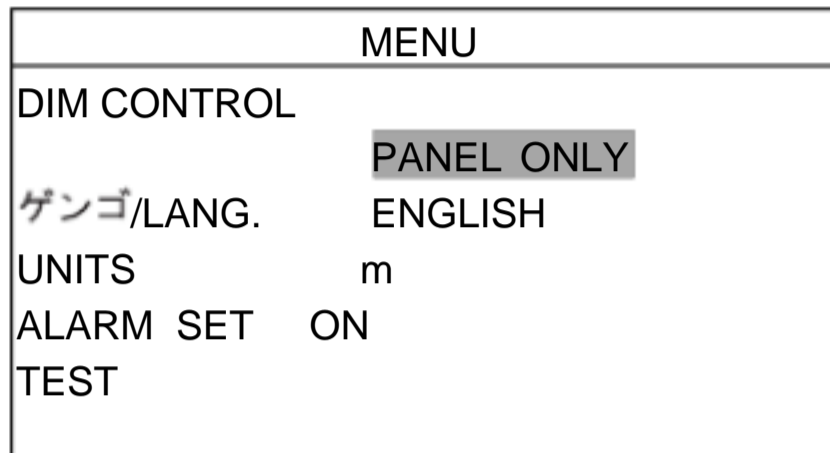 MENU
DIM CONTROL
PANEL ONLY
ゲンゴ/LANG. ENGLISH
UNITS m
ALARM SET ON
TEST